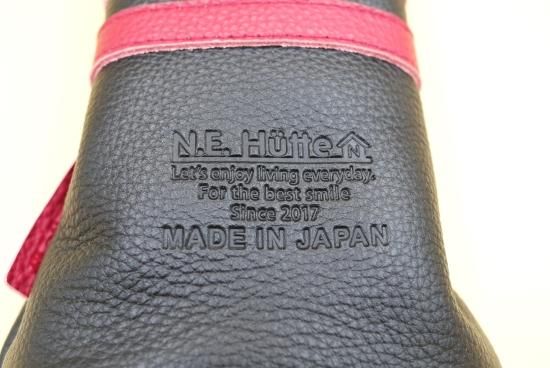 N.E. Hütte N
Let's enjoy living everyday.
For the best smile
Since 2017
MADE IN JAPAN